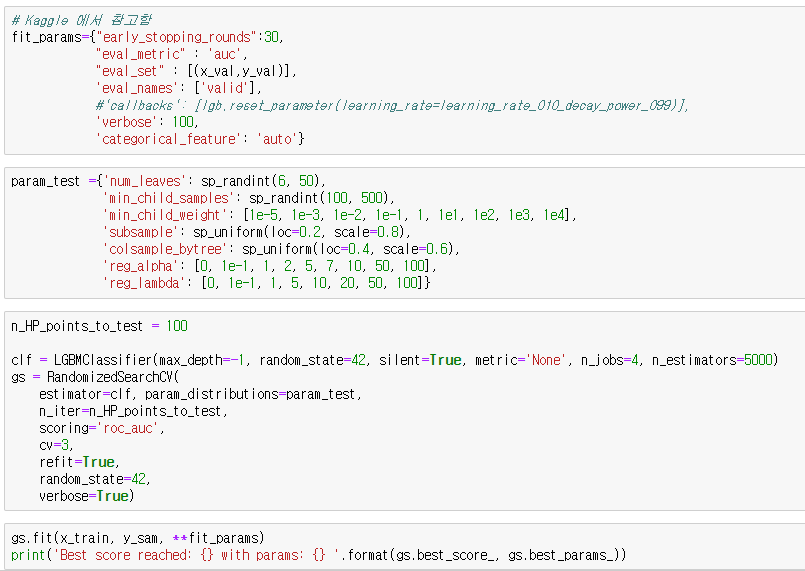 # Kaggle 에서 참고함
fit_params={"early_stopping_rounds":30,
"eval_metric" : 'auc',
"eval_set" : [(x_val,y_val)],
'eval_names': ['valid'],
#'callbacks': [lgb.reset_parameter(learning_rate=learning_rate_010_decay_power_099)],
'verbose': 100,
'categorical_feature': 'auto'}
param_test ={'num_leaves': sp_randint(6, 50),
'min_child_samples': sp_randint(100, 500),
'min_child_weight': [1e-5, 1e-3, 1e-2, 1e-1, 1, 1e1, 1e2, 1e3, 1e4],
'subsample': sp_uniform(loc=0.2, scale=0.8),
'colsample_bytree': sp_uniform(loc=0.4, scale=0.6),
'reg_alpha': [0, 1e-1, 1, 2, 5, 7, 10, 50, 100],
'reg_lambda': [0, 1e-1, 1, 5, 10, 20, 50, 100]}
n_HP_points_to_test = 100
clf = LGBMClassifier(max_depth=-1, random_state=42, silent=True, metric='None', n_jobs=4, n_estimators=5000)
gs = RandomizedSearchCV(
estimator=clf, param_distributions=param_test,
n_iter=n_HP_points_to_test,
scoring='roc_auc',
cv=3,
refit=True,
random_state=42,
verbose=True)
gs.fit(x_train, y_sam, **fit_params)
print('Best score reached: {} with params: {} '.format(gs.best_score_, gs.best_params_))